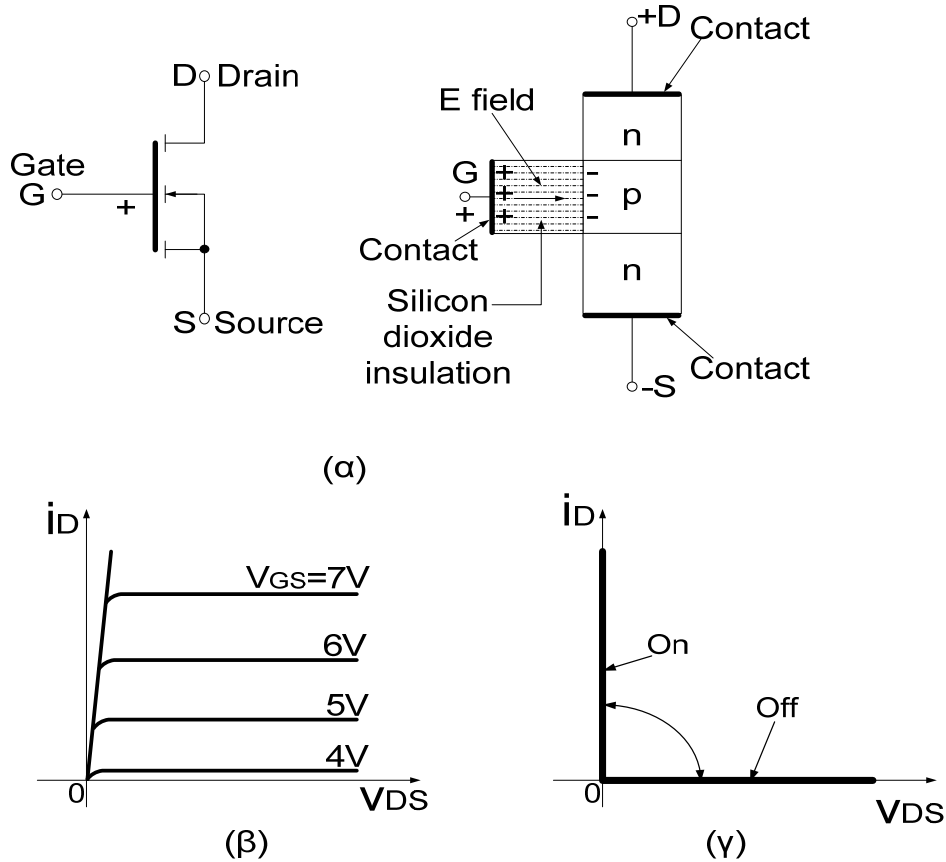 D Drain
Gate
G
+
S Source
+D
Contact
E field
n
G
+ -
+ -
+ -
p
+
Contact
n
Silicon
dioxide
insulation
Contact
-S
(α)
iD
VGS=7V
6V
5V
4V
0
VDS
(β)
iD
On
Off
0
VDS
(γ)